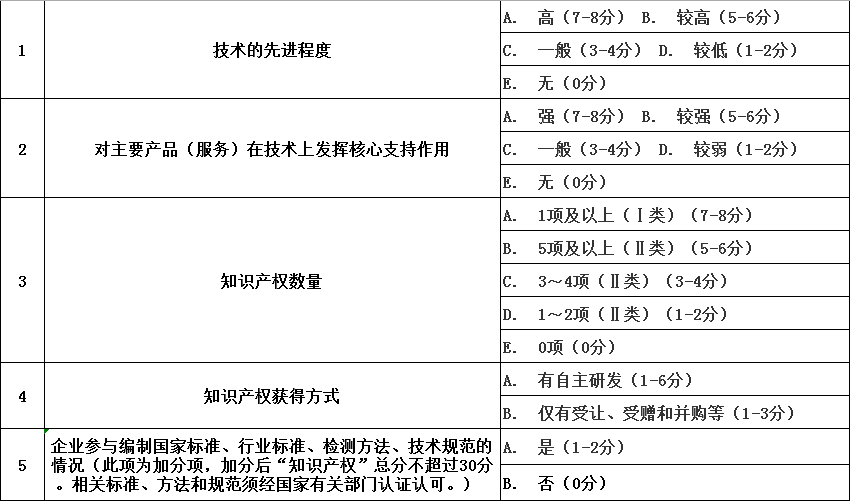 1
技术的先进程度
A. 高（7-8分） B. 较高（5-6分）
C. 一般（3-4分） D. 较低（1-2分）
E. 无（0分）
2
对主要产品（服务）在技术上发挥核心支持作用
A. 强（7-8分） B. 较强（5-6分）
C. 一般（3-4分） D. 较弱（1-2分）
E. 无（0分）
3
知识产权数量
A. 1项及以上（Ⅰ类）（7-8分）
B. 5项及以上（Ⅱ类）（5-6分）
C. 3～4项（Ⅱ类）（3-4分）
D. 1～2项（Ⅱ类）（1-2分）
E. 0项（0分）
4
知识产权获得方式
A. 有自主研发（1-6分）
B. 仅有受让、受赠和并购等（1-3分）
5
企业参与编制国家标准、行业标准、检测方法、技术规范的
情况（此项为加分项，加分后“知识产权”总分不超过30分
。相关标准、方法和规范须经国家有关部门认证认可。）
A. 是（1-2分）
B. 否（0分）